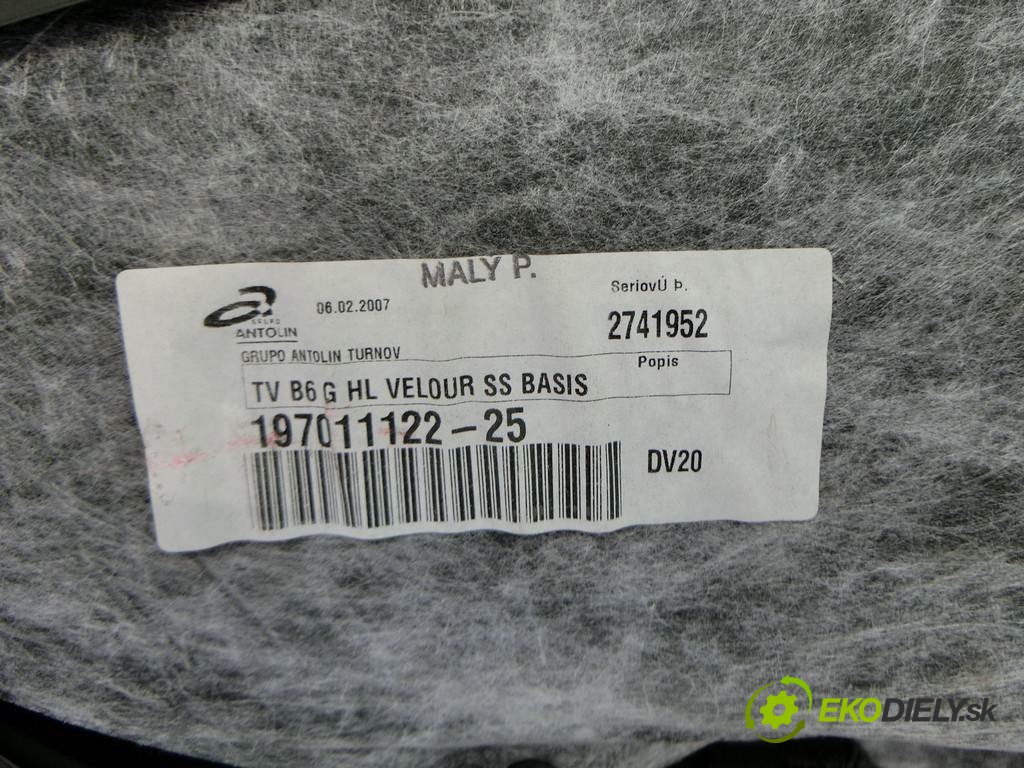 MALY P.
GRUPO
ANTOLIN
06.02.2007
SeriovÚ Þ.
2741952
GRUPO ANTOLIN TURNOV
Popis
TV B6 G HL VELOUR SS BASIS
197011122-25
DV20
EKODIELY.sk